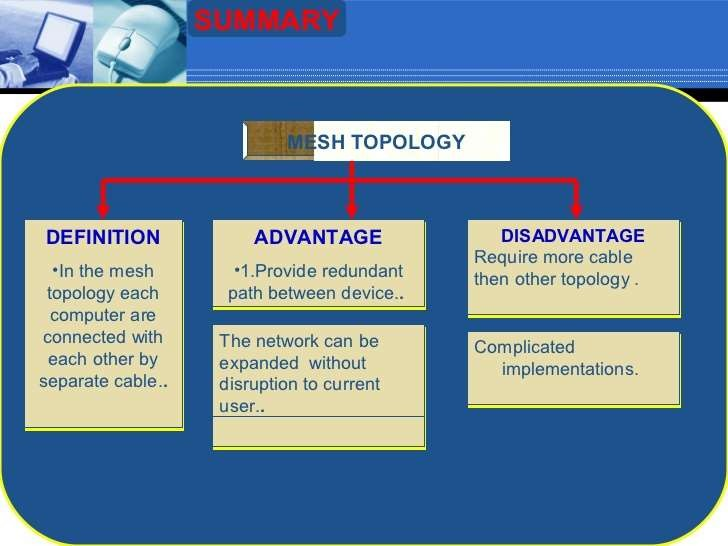 SUMMARY
MESH TOPOLOGY
DEFINITION
•In the mesh
topology each
computer are
connected with
each other by
separate cable..
ADVANTAGE
•1.Provide redundant
path between device..
The network can be
expanded without
disruption to current
user..
DISADVANTAGE
Require more cable
then other topology .
Complicated
implementations.